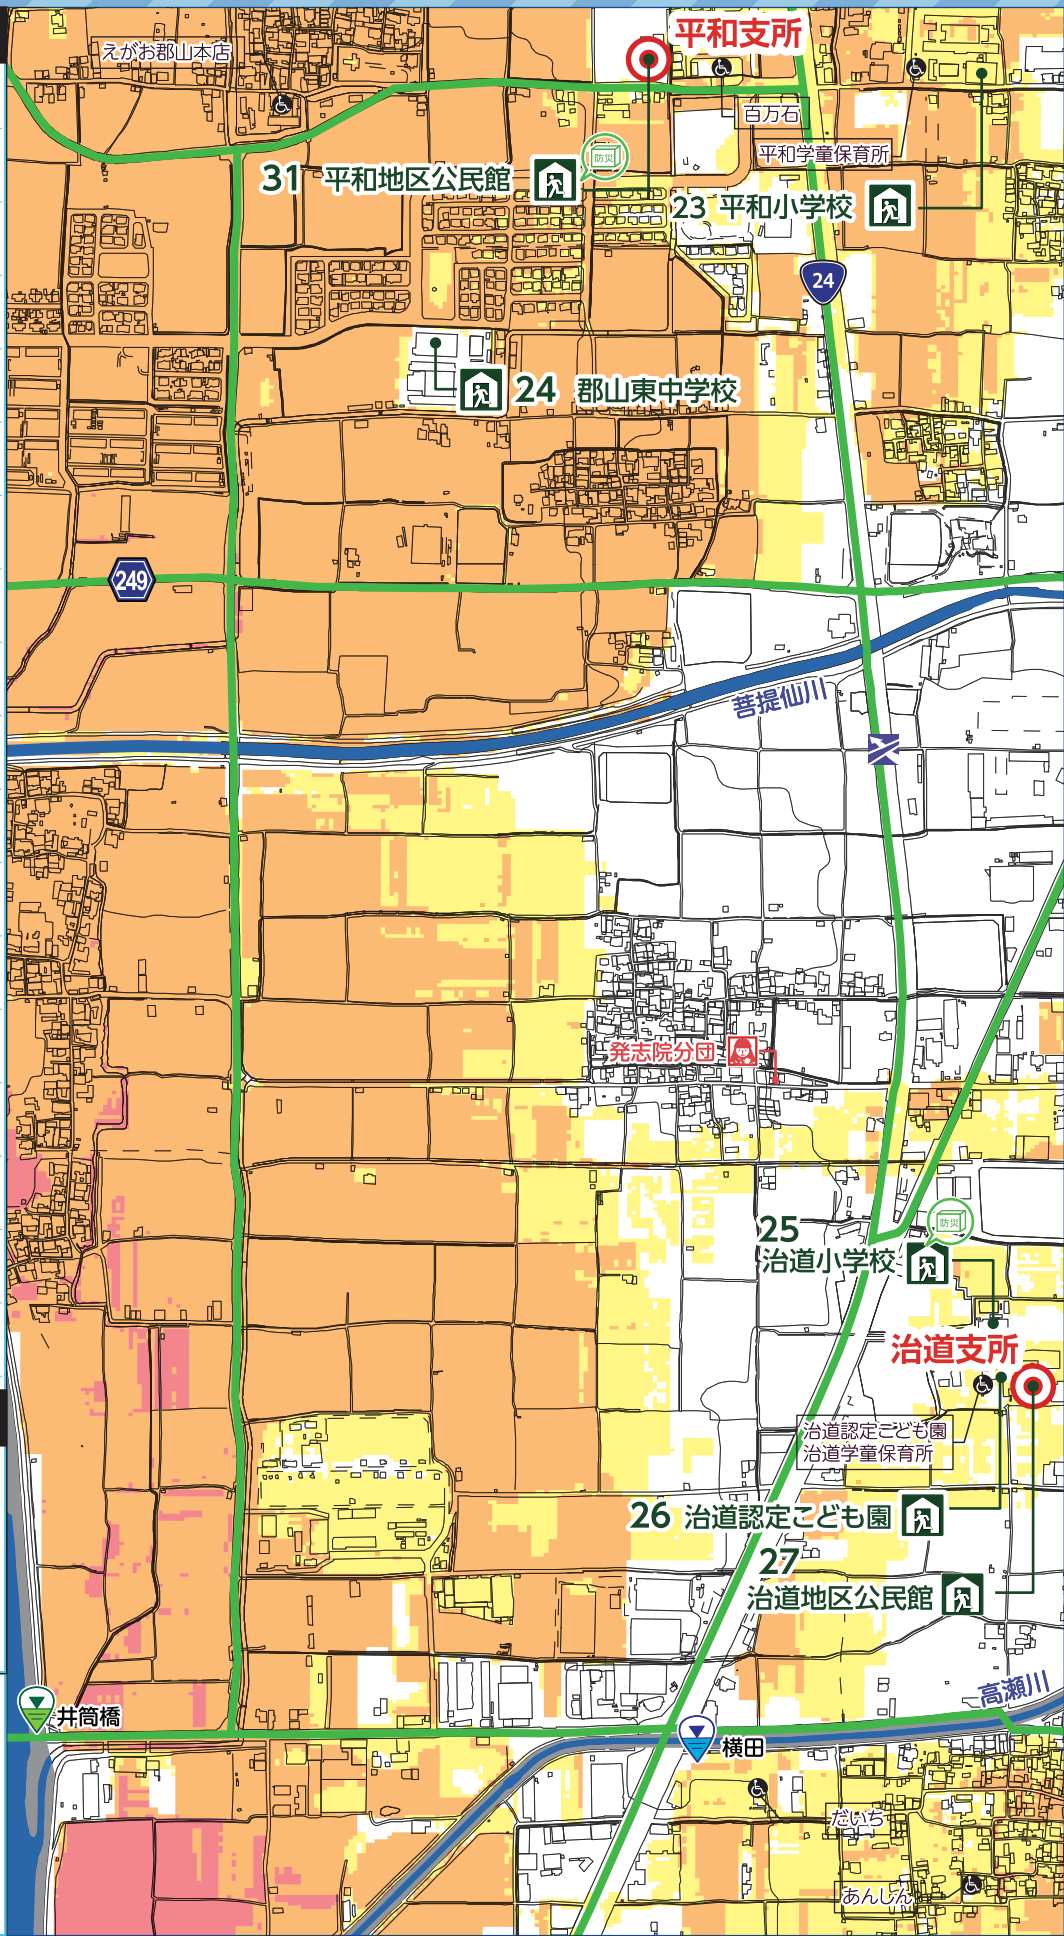 平和支所
えがお郡山本店
百万石
平和学童保育所
防災
31 平和地区公民館
23 平和小学校
24
24 郡山東中学校
249
菩提仙川
発志院分団
防災
25
治道小学校
治道支所
治道認定こども園
治道学童保育所
26 治道認定こども園
27
治道地区公民館
高瀬川
井筒橋
横田
だいち
あんしん